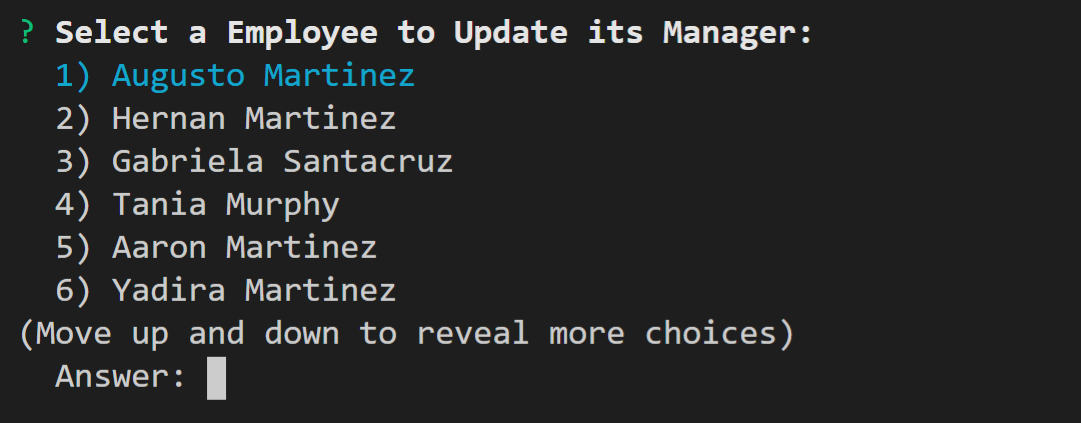 ? Select a Employee to Update its Manager:
1) Augusto Martinez
2) Hernan Martinez
3) Gabriela Santacruz
4) Tania Murphy
5) Aaron Martinez
6) Yadira Martinez
(Move up and down to reveal more choices)
Answer: